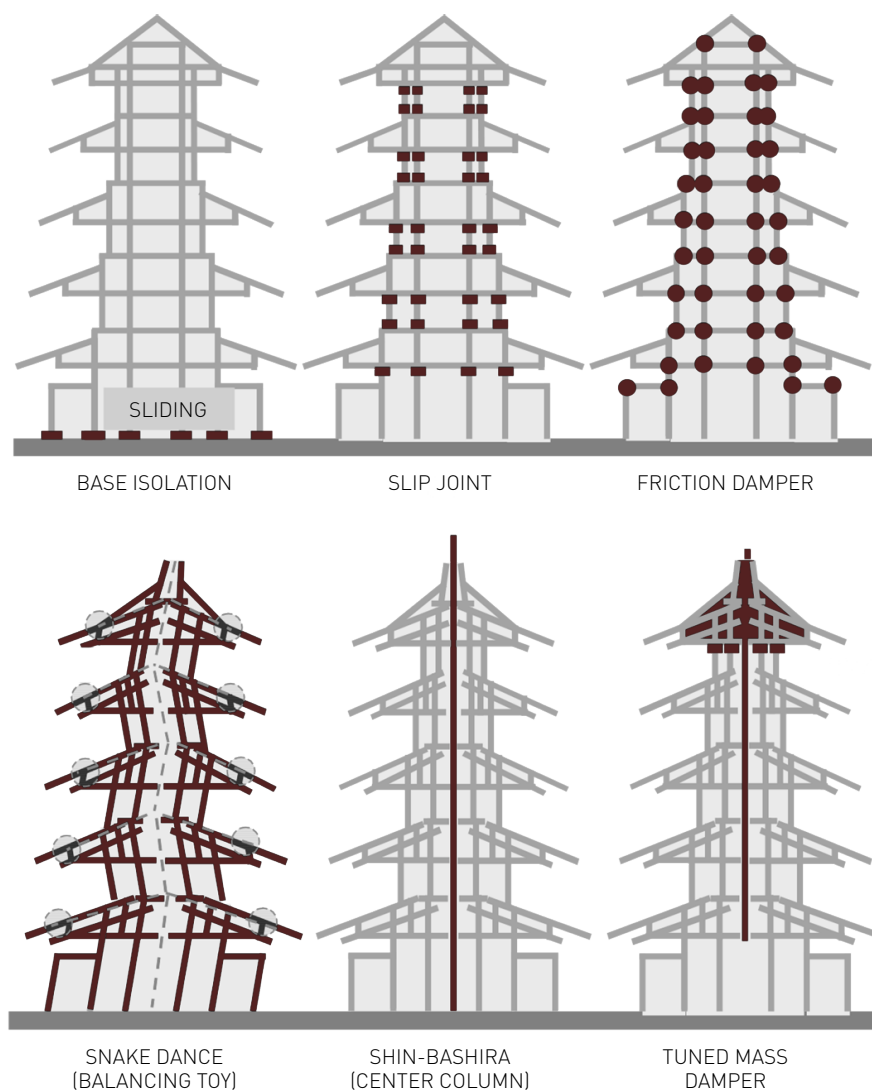 SLIDING
BASE ISOLATION
SLIP JOINT
FRICTION DAMPER
SNAKE DANCE
(BALANCING TOY)
SHIN-BASHIRA
(CENTER COLUMN)
TUNED MASS
DAMPER